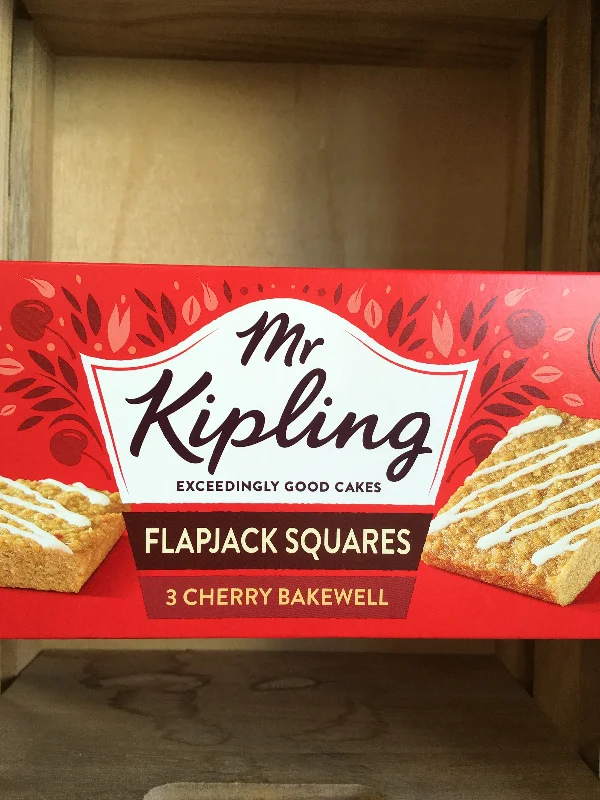 Mr
Kipling
EXCEEDINGLY GOOD CAKES
FLAPJACK SQUARES
3 CHERRY BAKEWELL